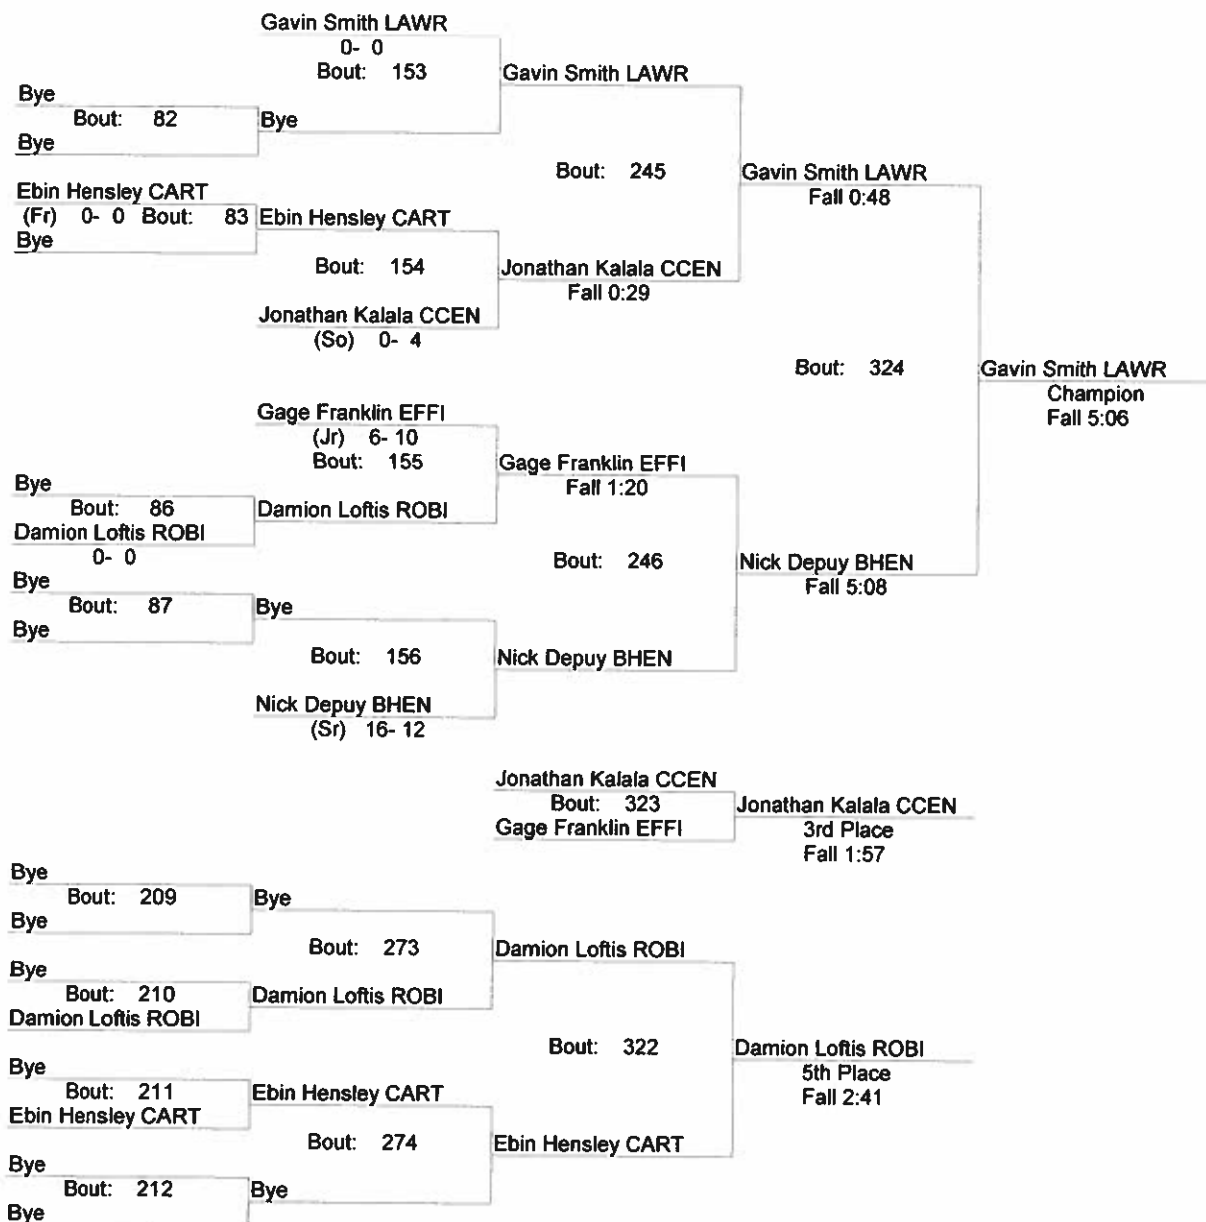 Gavin Smith LAWR
0- 0
Bout: 153
Gavin Smith LAWR
Bye
Bout: 82
Bye
Bye
Bout: 245
Gavin Smith LAWR
Fall 0:48
Ebin Hensley CART
(Fr) 0- 0 Bout: 83
Ebin Hensley CART
Bye
Bout: 154
Jonathan Kalala CCEN
Fall 0:29
Jonathan Kalala CCEN
(So) 0- 4
Bout: 324
Gavin Smith LAWR
Champion
Fall 5:06
Gage Franklin EFFI
(Jr) 6- 10
Bout: 155
Gage Franklin EFFI
Fall 1:20
Bye
Bout: 86
Damion Loftis ROBI
Damion Loftis ROBI
0- 0
Bout: 246
Nick Depuy BHEN
Fall 5:08
Bye
Bout: 87
Bye
Bye
Bout: 156
Nick Depuy BHEN
Nick Depuy BHEN
(Sr) 16- 12
Jonathan Kalala CCEN
Bout: 323
Jonathan Kalala CCEN
Gage Franklin EFFI
3rd Place
Fall 1:57
Bye
Bout: 209
Bye
Bye
Bout: 273
Damion Loftis ROBI
Bye
Bout: 210
Damion Loftis ROBI
Damion Loftis ROBI
Bout: 322
Damion Loftis ROBI
5th Place
Fall 2:41
Bye
Bout: 211
Ebin Hensley CART
Ebin Hensley CART
Bout: 274
Ebin Hensley CART
Bye
Bout: 212
Bye
Bye